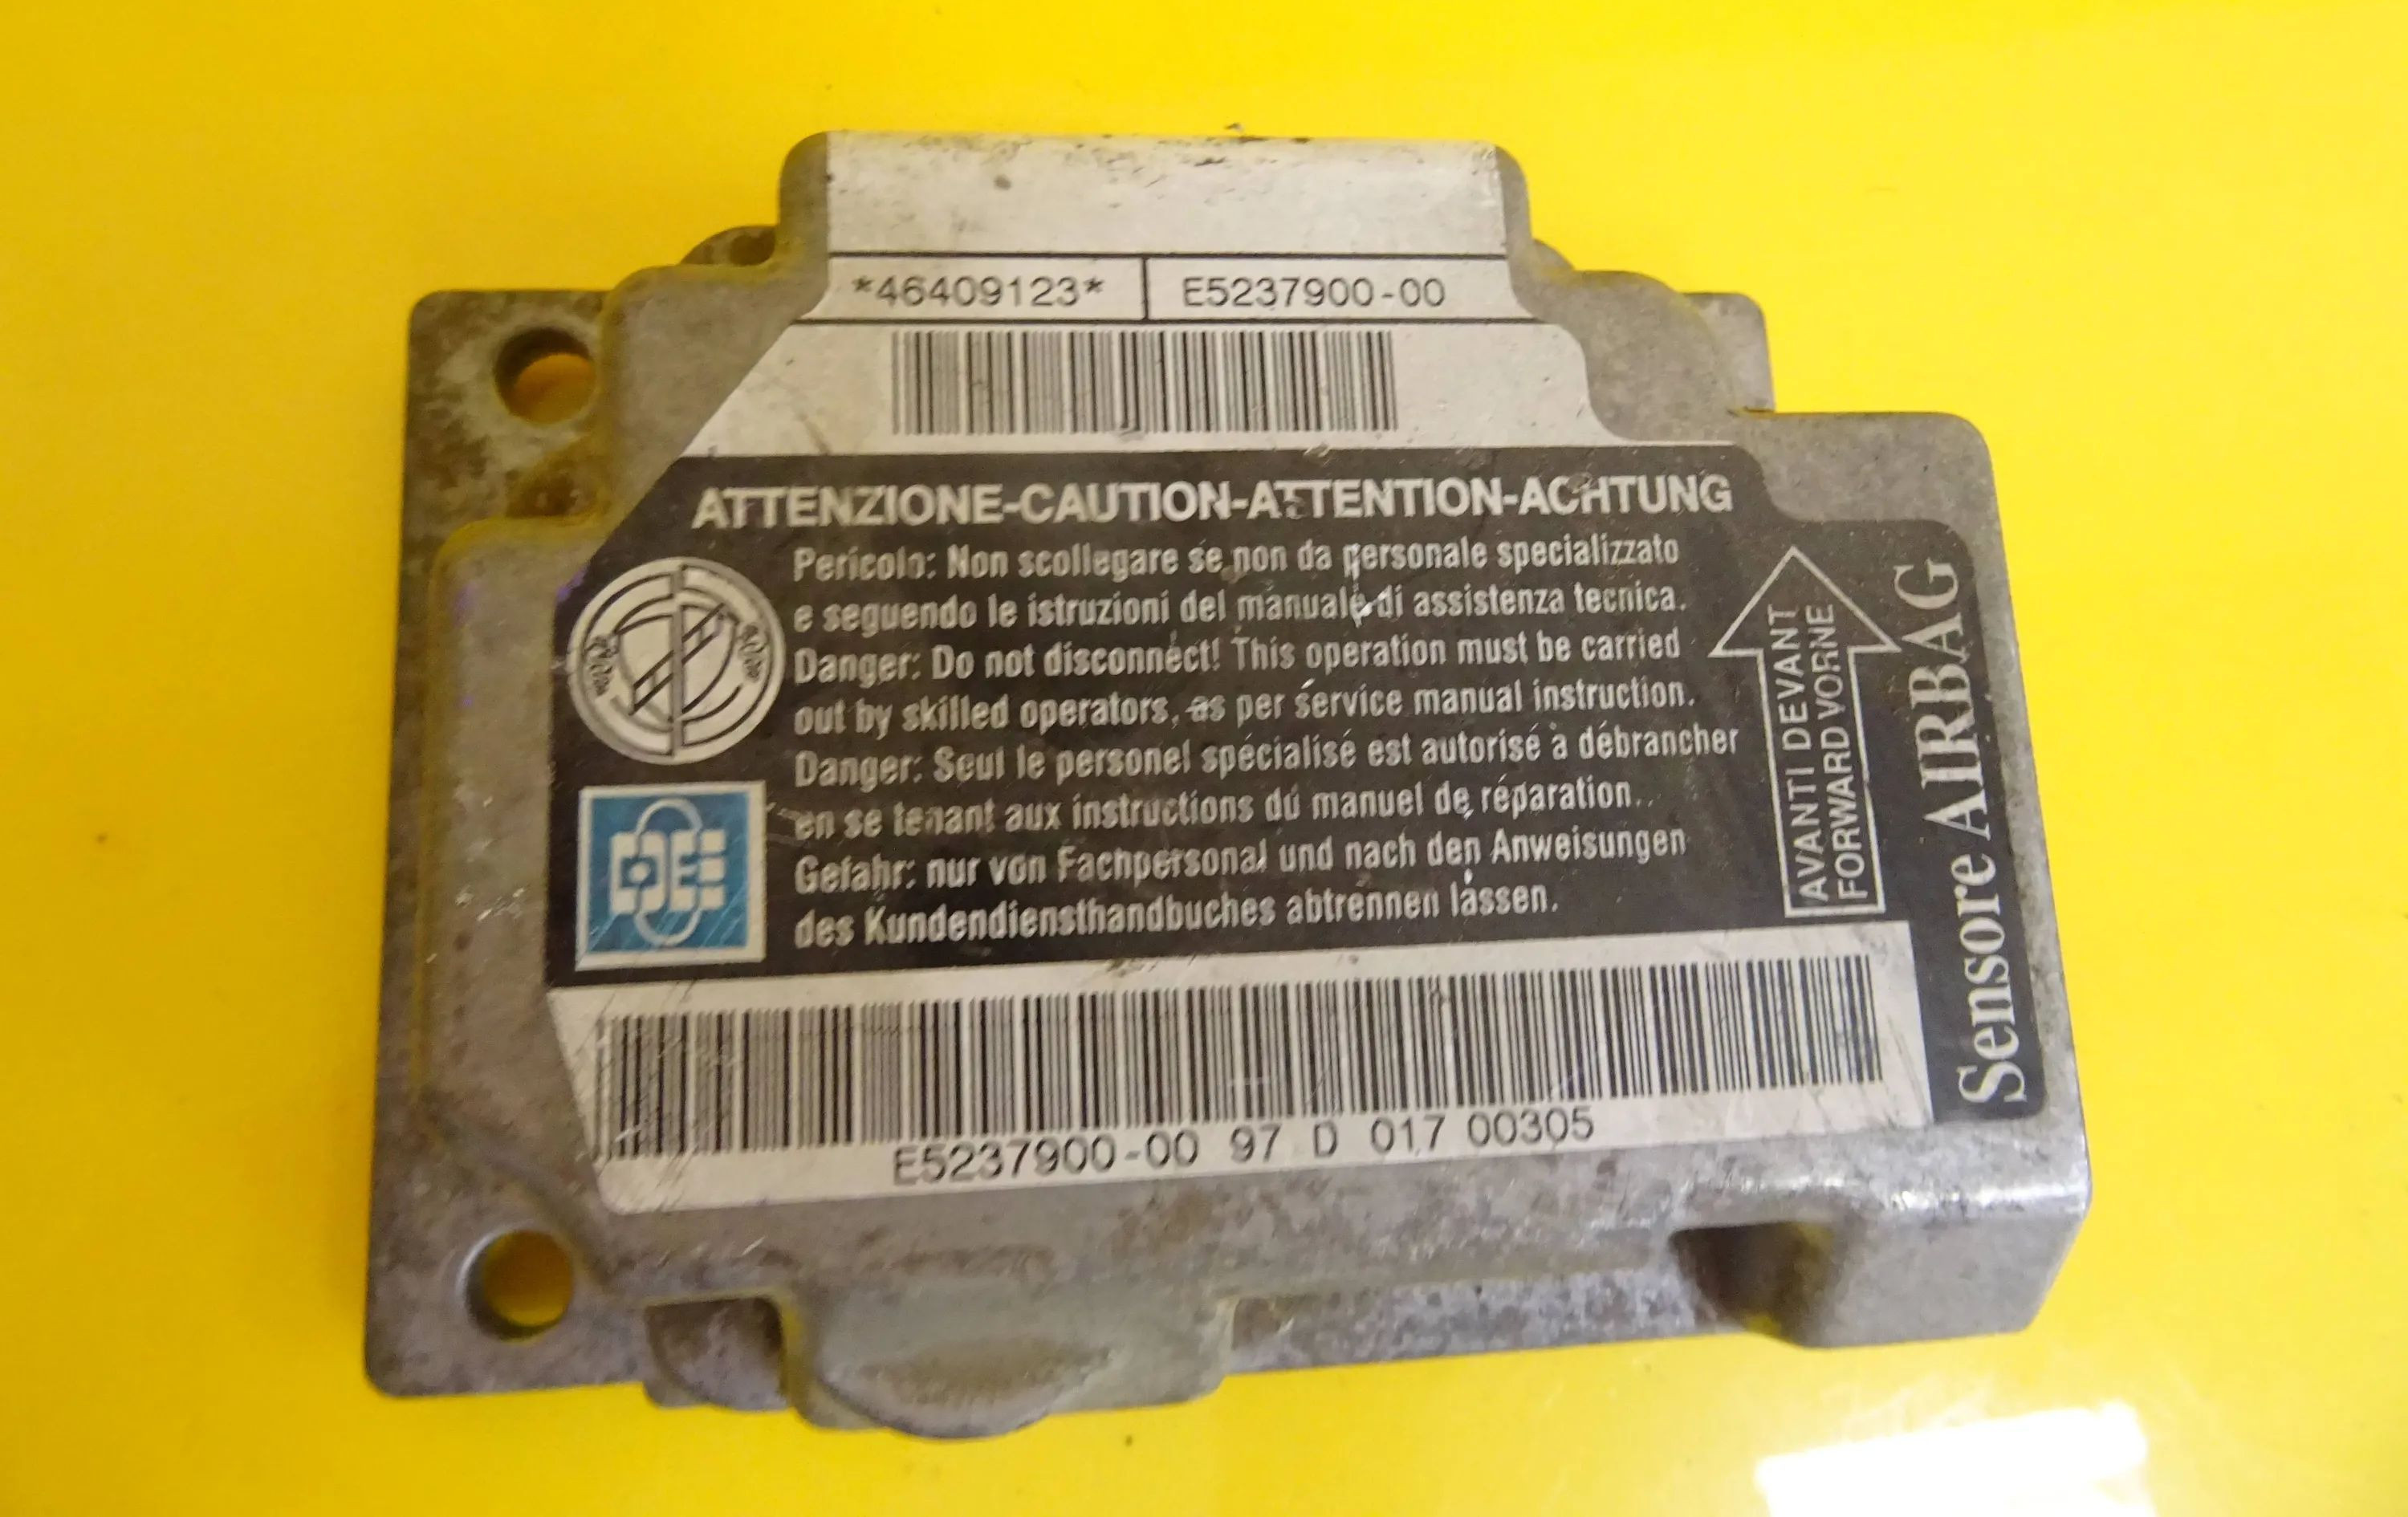 *46409123* E5237900-00
ATTENZIONE-CAUTION-ATTENTION-ACHTUNG
Pericolo: Non scollegare se non da personale specializzato
e seguendo le istruzioni del manuale di assistenza tecnica.
Danger: Do not disconnect! This operation must be carried
out by skilled operators, as per service manual instruction.
Danger: Seul le personel spécialisé est autorisé à débrancher
en se tenant aux instructions du manuel de réparation.
Gefahr: nur von Fachpersonal und nach den Anweisungen
des Kundendiensthandbuches abtrennen lassen.
AVANTI DEVANT
FORWARD VORNE
Sensore AIRBAG
E5237900-00 97 D 017 00305